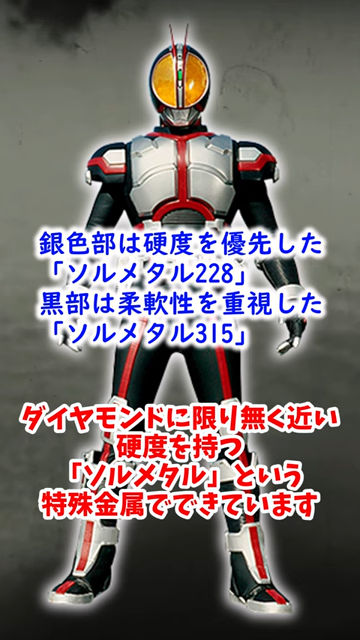 銀色部は硬度を優先した
「ソルメタル228」
黒部は柔軟性を重視した
「ソルメタル315」
ダイヤモンドに限り無く近い
硬度を持つ
「ソルメタル」という
特殊金属でできています